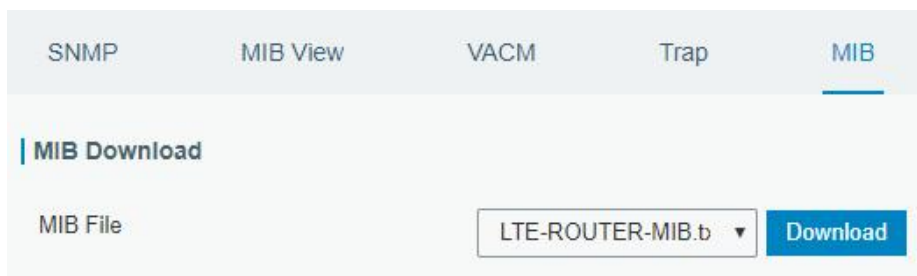 SNMP MIB View VACM Trap MIB
MIB Download
MIB File LTE-ROUTER-MIB.t Download